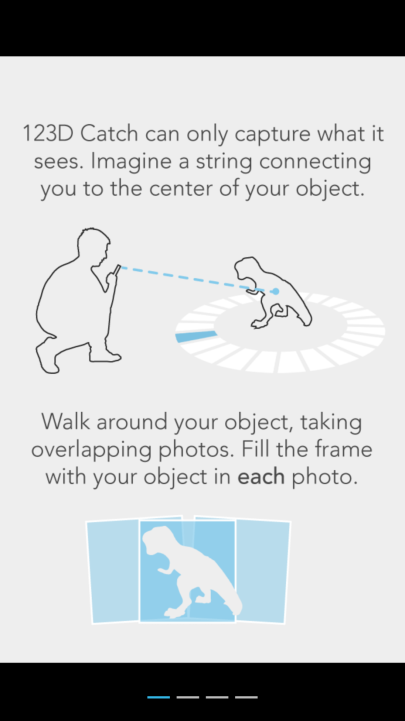 123D Catch can only capture what it
sees. Imagine a string connecting
you to the center of your object.
Walk around your object, taking
overlapping photos. Fill the frame
with your object in each photo.